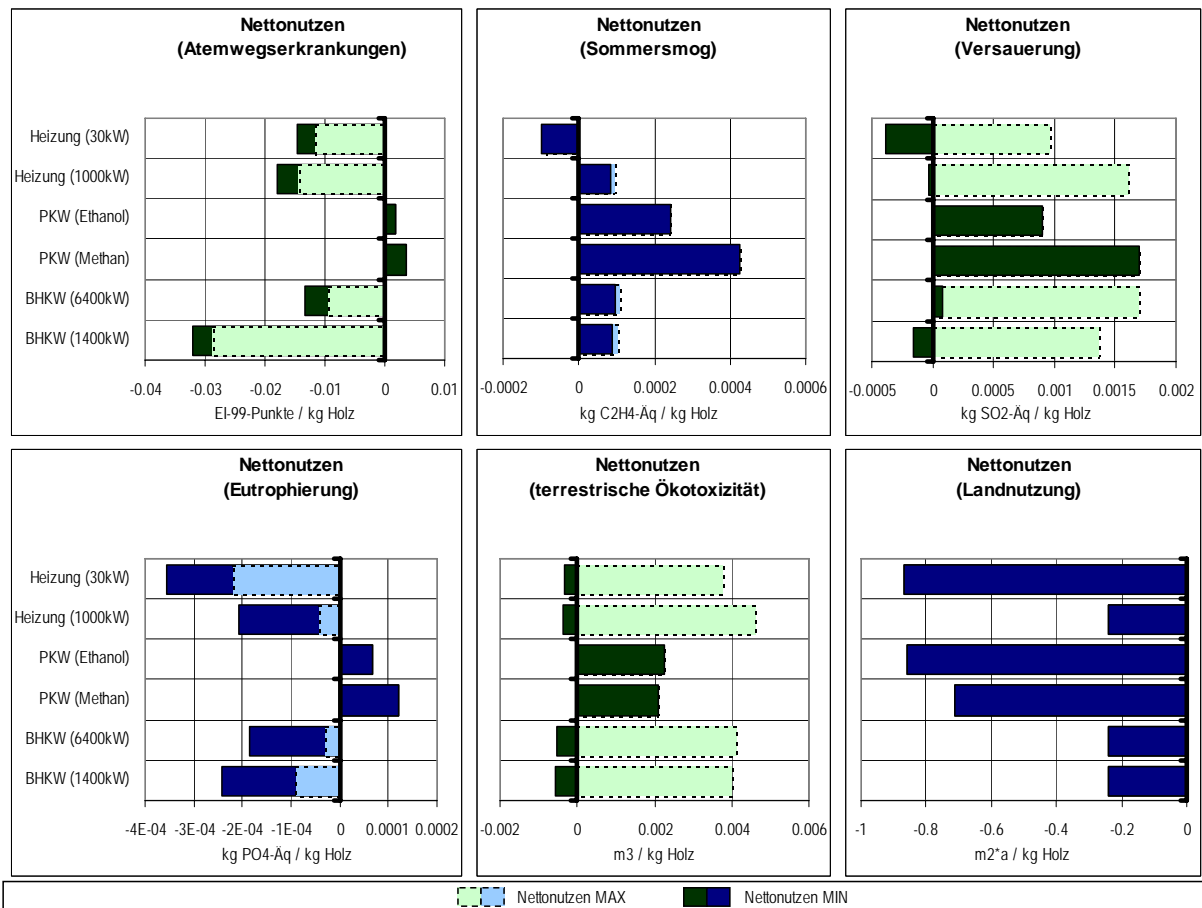 Nettonutzen
(Atemwegserkrankungen)
Heizung (30kW)
Heizung (1000kW)
PKW (Ethanol)
PKW (Methan)
BHKW (6400kW)
BHKW (1400kW)
-0.04 -0.03 -0.02 -0.01 0 0.01
EI-99-Punkte / kg Holz
Nettonutzen
(Sommersmog)
-0.0002 0 0.0002 0.0004 0.0006
kg C2H4-Äq / kg Holz
Nettonutzen
(Versauerung)
-0.0005 0 0.0005 0.001 0.0015 0.002
kg SO2-Äq / kg Holz
Nettonutzen
(Eutrophierung)
Heizung (30kW)
Heizung (1000kW)
PKW (Ethanol)
PKW (Methan)
BHKW (6400kW)
BHKW (1400kW)
-4E-04 -3E-04 -2E-04 -1E-04 0 0.0001 0.0002
kg PO4-Äq / kg Holz
Nettonutzen
(terrestrische Ökotoxizität)
-0.002 0 0.002 0.004 0.006
m3 / kg Holz
Nettonutzen
(Landnutzung)
-1 -0.8 -0.6 -0.4 -0.2 0
m2*a / kg Holz
Nettonutzen MAX Nettonutzen MIN